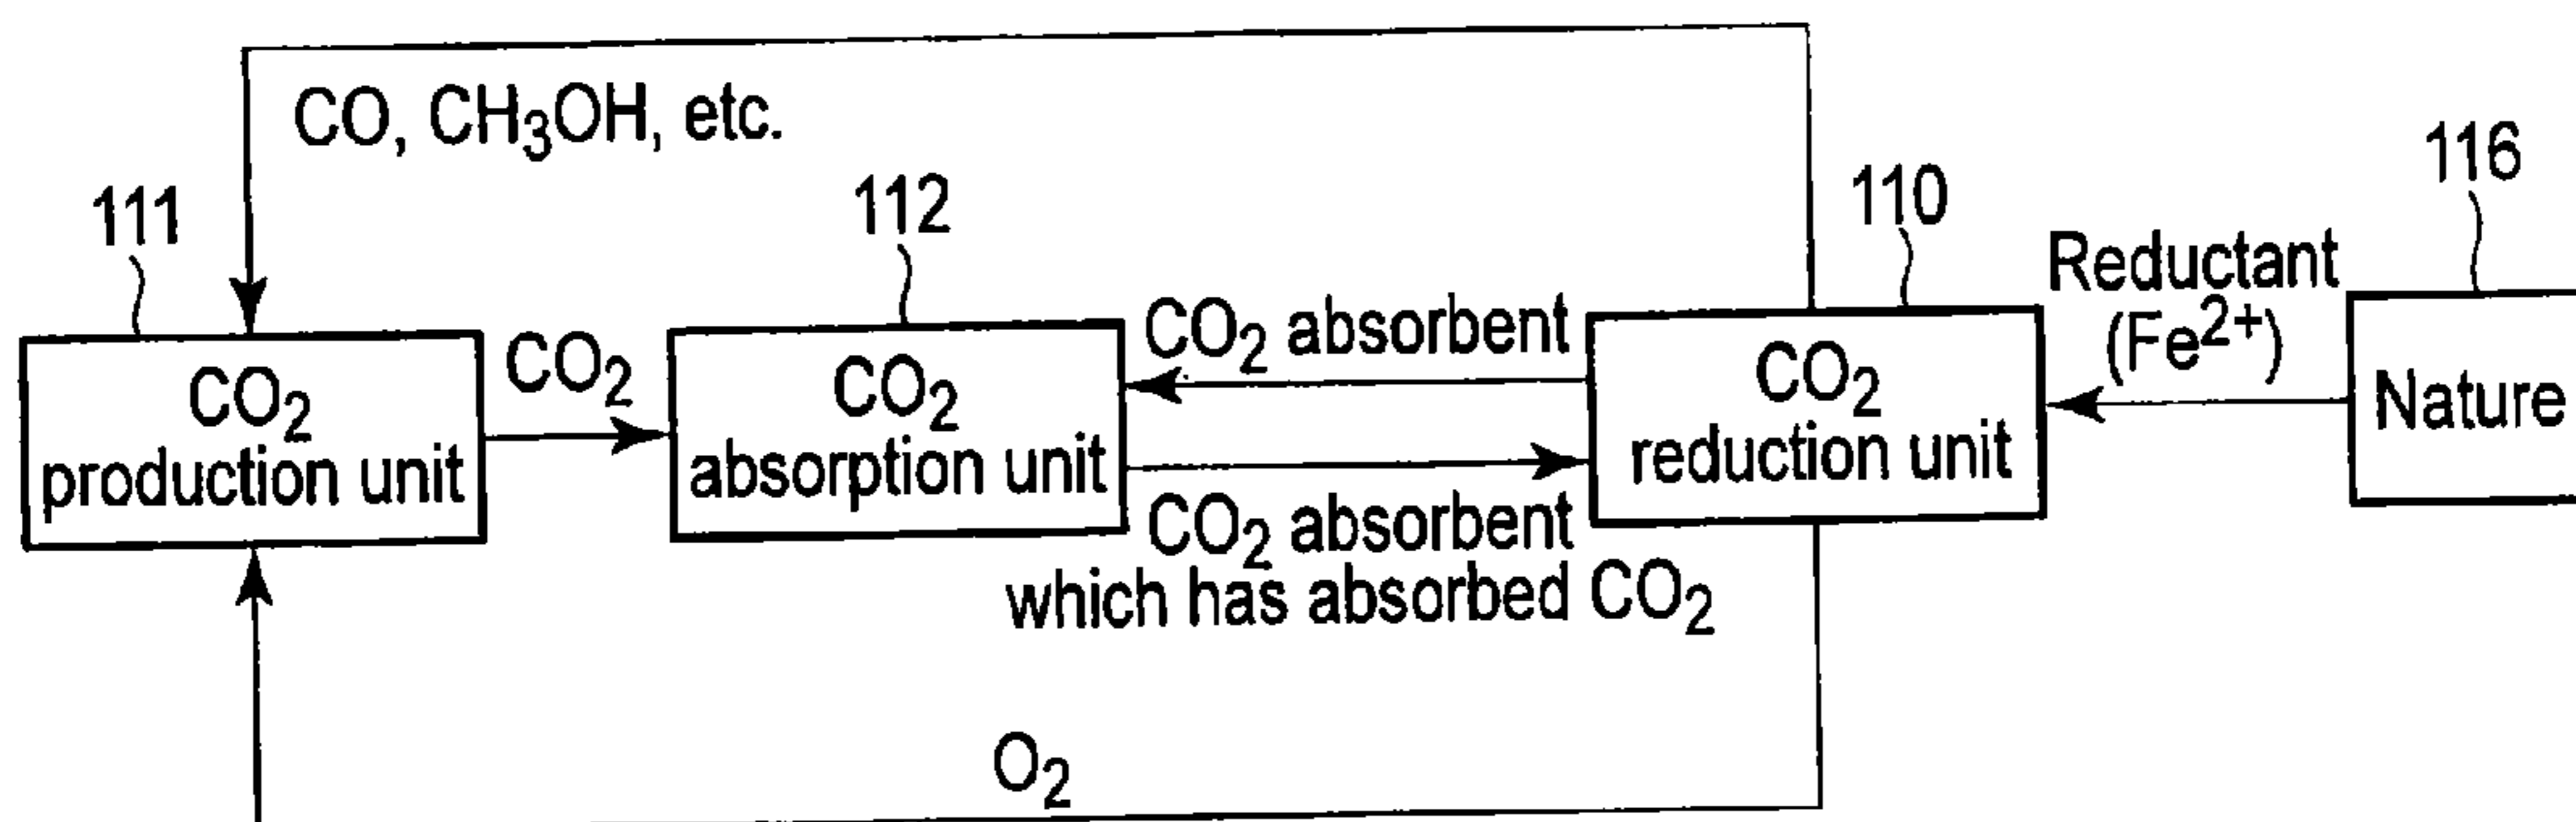 CO, CH₃OH, etc.
111
112
110
116
CO₂
production unit
CO₂
CO₂
absorption unit
CO₂ absorbent
CO₂ absorbent
which has absorbed CO₂
CO₂
reduction unit
Reductant
(Fe²⁺)
Nature
O₂